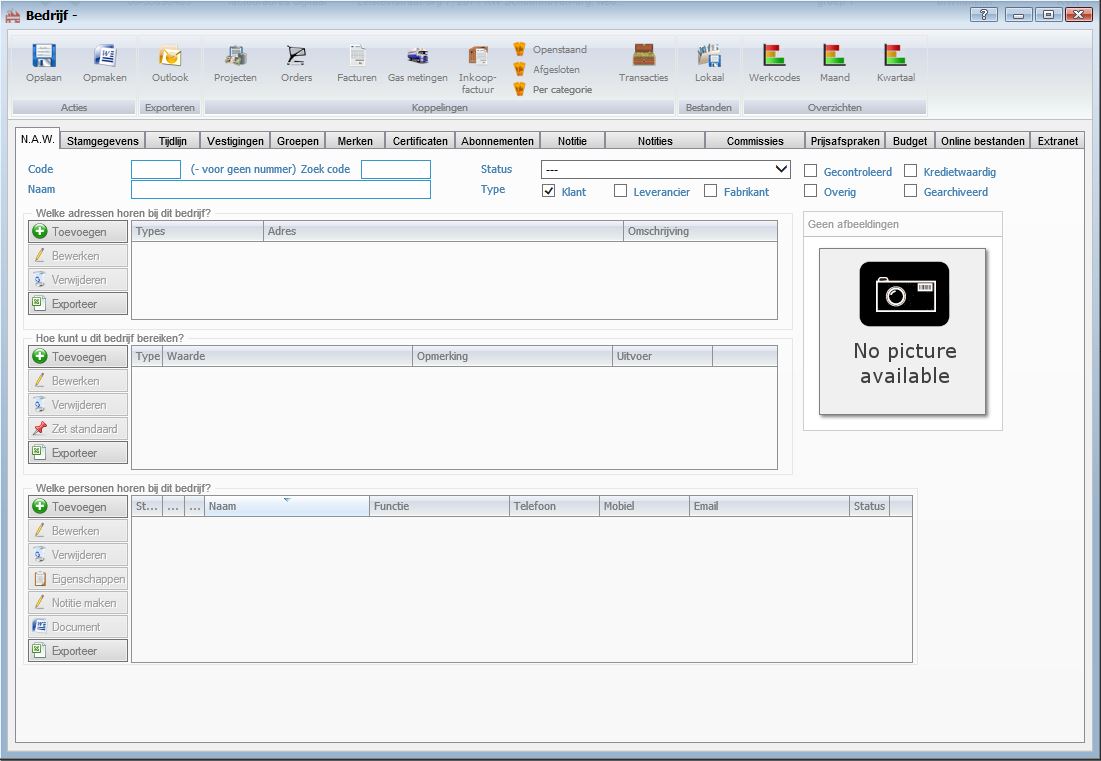 Bedrijf -
Opslaan Opmaken Outlook Projecten Orders Facturen Gas metingen Inkoop-factuur Openstaand Afgesloten Per categorie Transacties Lokaal Werkcodes Maand Kwartaal
Acties Exporteren Koppelingen Bestanden Overzichten
N.A.W. Stamgegevens Tijdlijn Vestigingen Groepen Merken Certificaten Abonnementen Notitie Notities Commissies Prijsafspraken Budget Online bestanden Extranet
Code (- voor geen nummer) Zoek code Status --- Gecontroleerd Kredietwaardig
Naam Type Klant Leverancier Fabrikant Overig Gearchiveerd
Welke adressen horen bij dit bedrijf?
Toevoegen Types Adres Omschrijving
Bewerken
Verwijderen
Exporteer
Geen afbeeldingen
No picture
available
Hoe kunt u dit bedrijf bereiken?
Toevoegen Type Waarde Opmerking Uitvoer
Bewerken
Verwijderen
Zet standaard
Exporteer
Welke personen horen bij dit bedrijf?
Toevoegen St... ... ... Naam Functie Telefoon Mobiel Email Status
Bewerken
Verwijderen
Eigenschappen
Notitie maken
Document
Exporteer